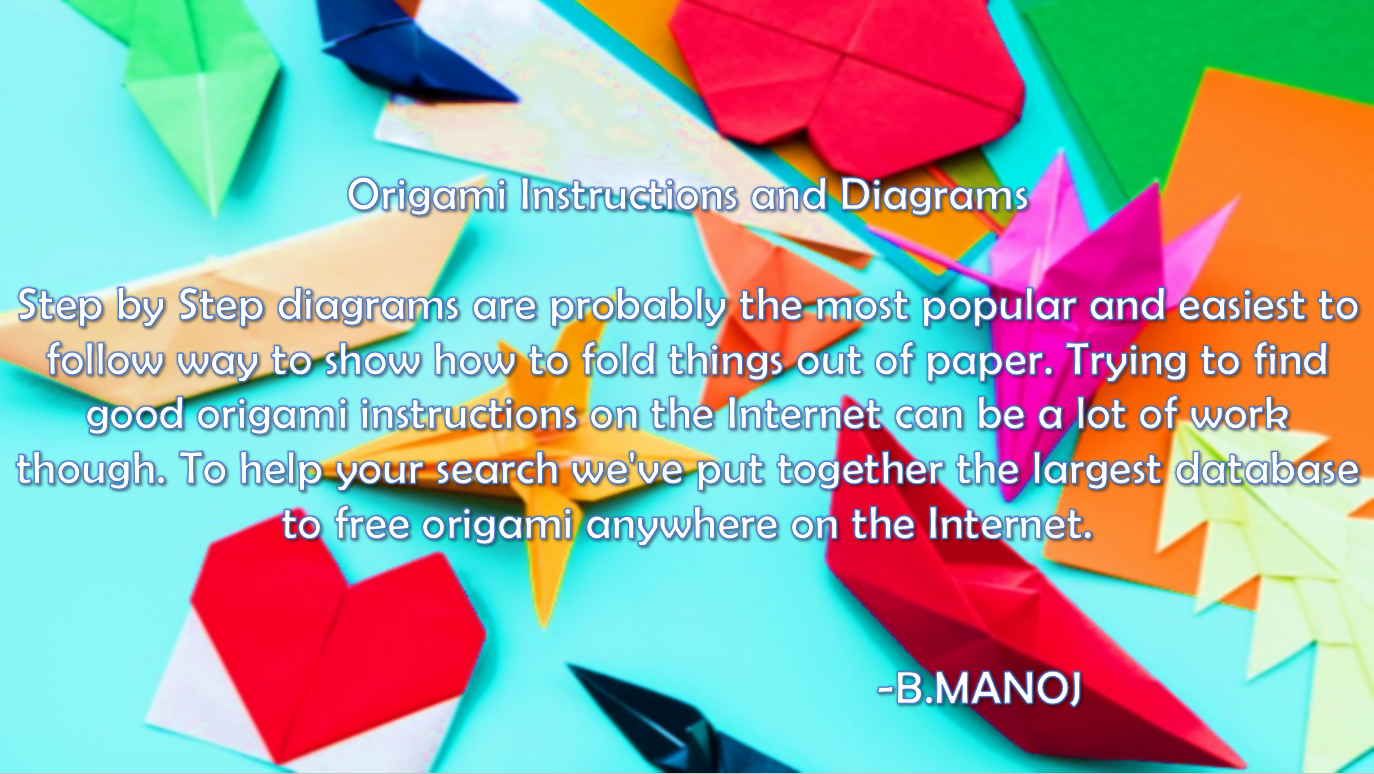 Origami Instructions and Diagrams
Step by Step diagrams are probably the most popular and easiest to
follow way to show how to fold things out of paper. Trying to find
good origami instructions on the Internet can be a lot of work
though. To help your search we've put together the largest database
to free origami anywhere on the Internet.
-B.MANOJ